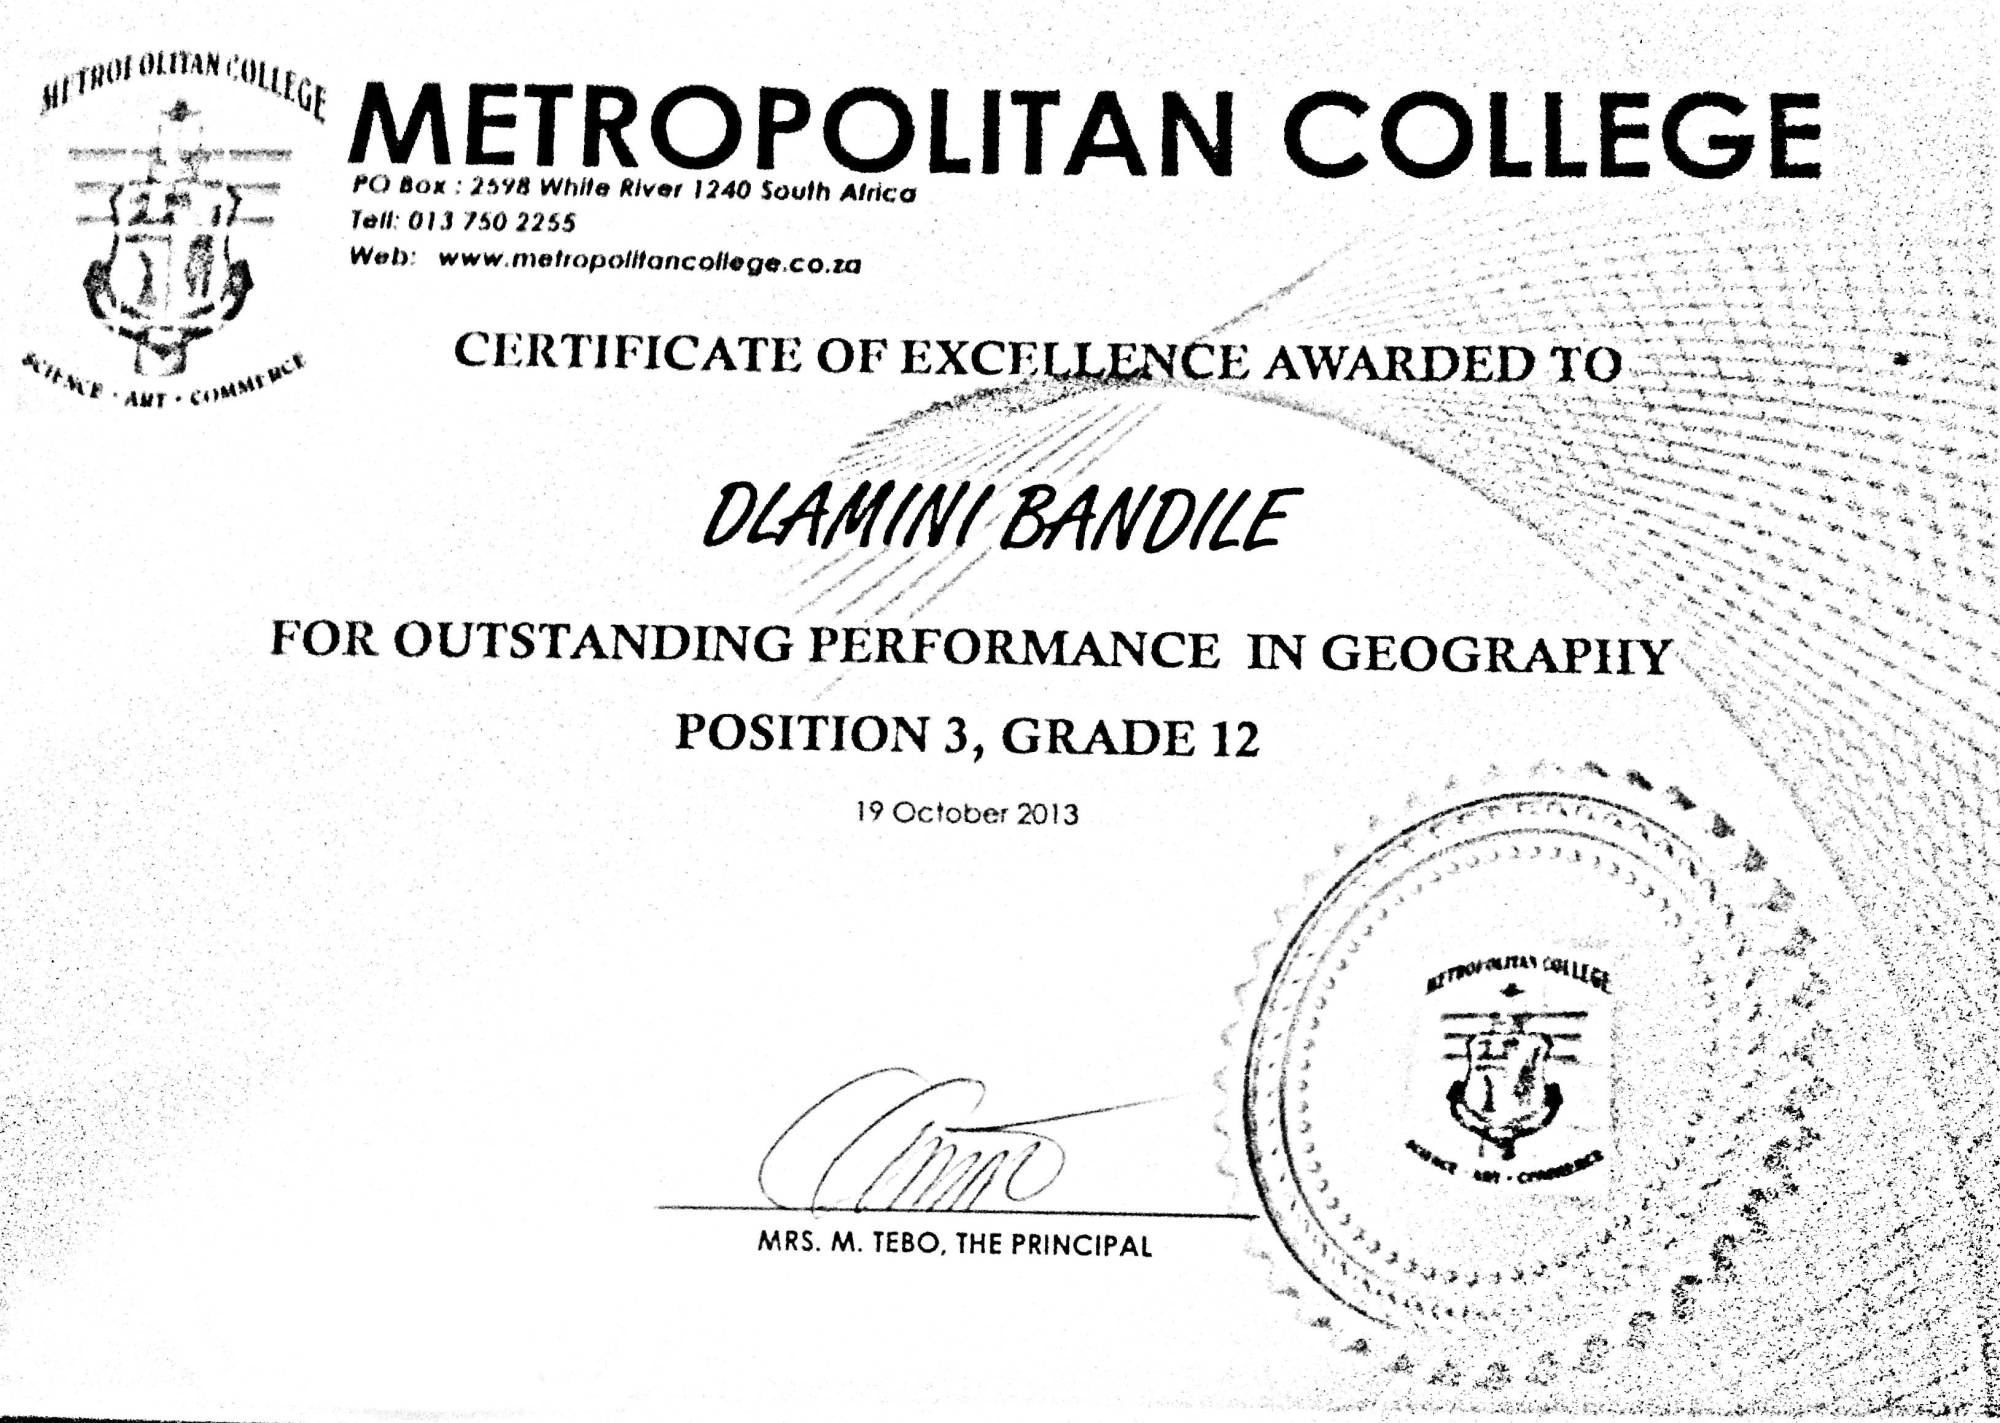 METROPOLITAN COLLEGE
METROPOLITAN COLLEGE
PO Box : 2598 White River 1240 South Africa
Tell: 013 750 2255
Web: www.metropolitancollege.co.za
SCIENCE · ART · COMMERCE
CERTIFICATE OF EXCELLENCE AWARDED TO
DLAMINI BANDILE
FOR OUTSTANDING PERFORMANCE IN GEOGRAPHY
POSITION 3, GRADE 12
19 October 2013
METROPOLITAN COLLEGE
SCIENCE · ART · COMMERCE
MRS. M. TEBO, THE PRINCIPAL